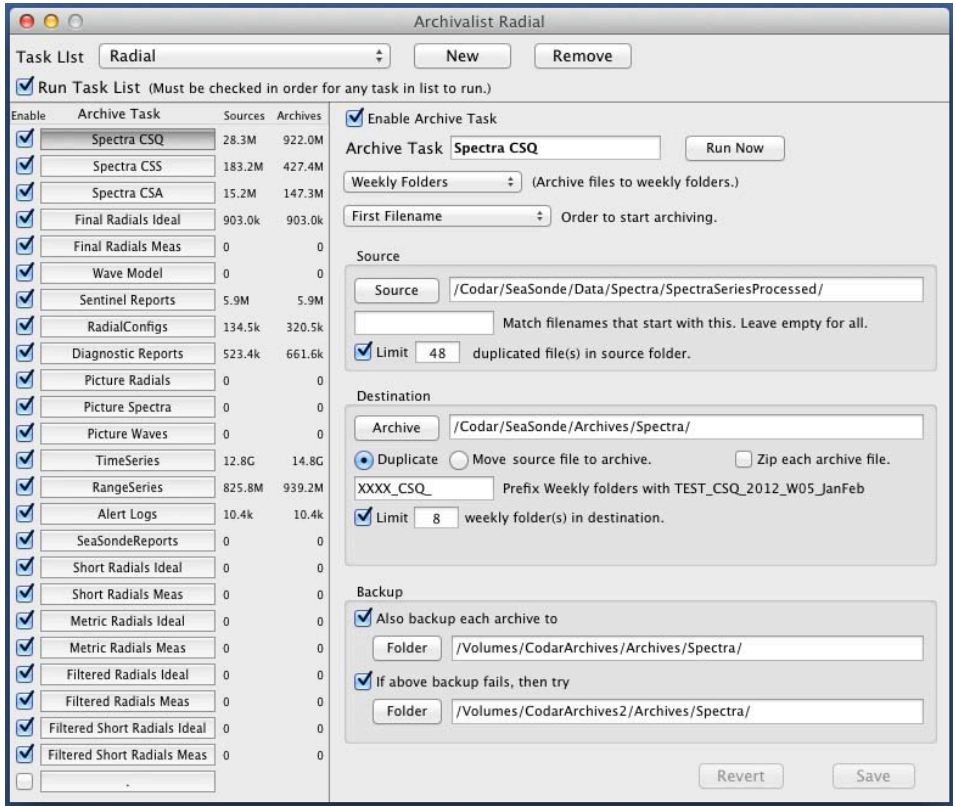 Archivalist Radial
Task LIst Radial New Remove
Run Task List (Must be checked in order for any task in list to run.)
Enable Archive Task Sources Archives
Spectra CSQ 28.3M 922.0M
Spectra CSS 183.2M 427.4M
Spectra CSA 15.2M 147.3M
Final Radials Ideal 903.0k 903.0k
Final Radials Meas 0 0
Wave Model 0 0
Sentinel Reports 5.9M 5.9M
RadialConfigs 134.5k 320.5k
Diagnostic Reports 523.4k 661.6k
Picture Radials 0 0
Picture Spectra 0 0
Picture Waves 0 0
TimeSeries 12.8G 14.8G
RangeSeries 825.8M 939.2M
Alert Logs 10.4k 10.4k
SeaSondeReports 0 0
Short Radials Ideal 0 0
Short Radials Meas 0 0
Metric Radials Ideal 0 0
Metric Radials Meas 0 0
Filtered Radials Ideal 0 0
Filtered Radials Meas 0 0
Filtered Short Radials Ideal 0 0
Filtered Short Radials Meas 0 0
.
Enable Archive Task
Archive Task Spectra CSQ Run Now
Weekly Folders (Archive files to weekly folders.)
First Filename Order to start archiving.
Source
Source /Codar/SeaSonde/Data/Spectra/SpectraSeriesProcessed/
Match filenames that start with this. Leave empty for all.
Limit 48 duplicated file(s) in source folder.
Destination
Archive /Codar/SeaSonde/Archives/Spectra/
Duplicate Move source file to archive. Zip each archive file.
XXXX_CSQ_ Prefix Weekly folders with TEST_CSQ_2012_W05_JanFeb
Limit 8 weekly folder(s) in destination.
Backup
Also backup each archive to
Folder /Volumes/CodarArchives/Archives/Spectra/
If above backup fails, then try
Folder /Volumes/CodarArchives2/Archives/Spectra/
Revert Save